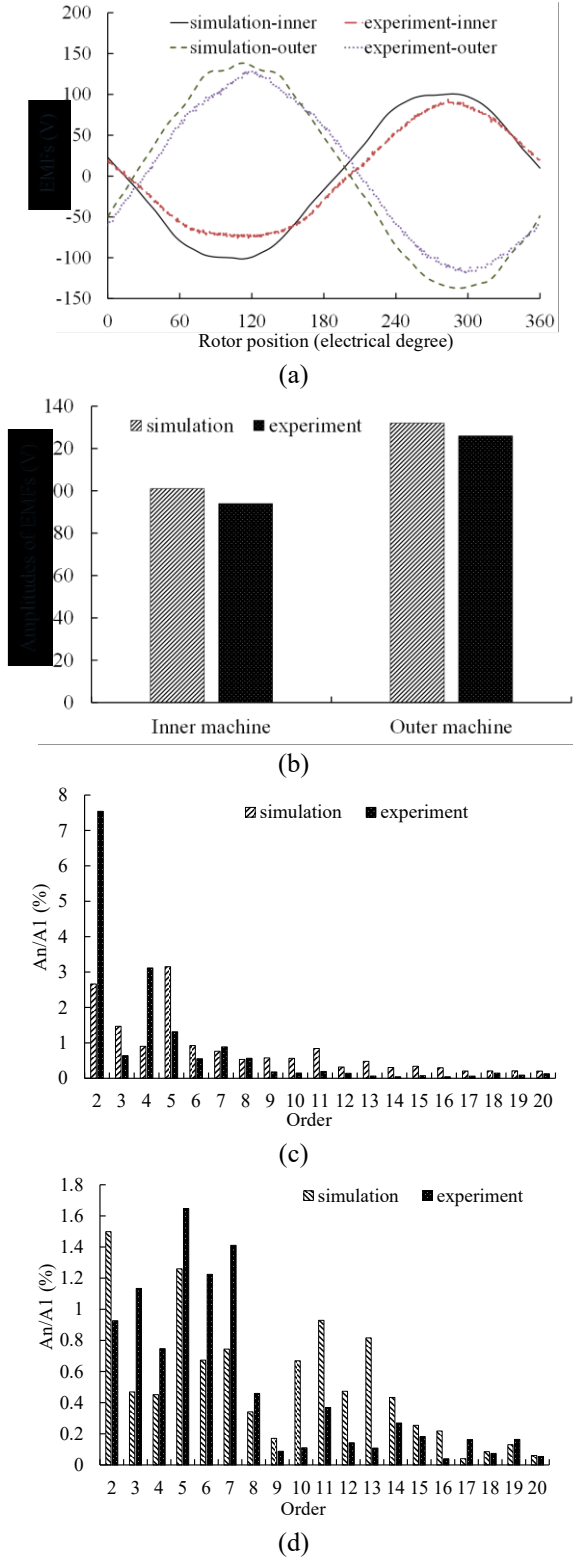 200
150
100
50
0
-50
-100
-150
EMFs (V)
simulation-inner
experiment-inner
simulation-outer
experiment-outer
0 60 120 180 240 300 360
Rotor position (electrical degree)
(a)
140
20
00
80
60
40
20
0
Amplitudes of EMFs (V)
simulation experiment
Inner machine Outer machine
(b)
8
7
6
5
4
3
2
1
0
An/A1 (%)
simulation experiment
2 3 4 5 6 7 8 9 10 11 12 13 14 15 16 17 18 19 20
Order
(c)
1.8
1.6
1.4
1.2
1
0.8
0.6
0.4
0.2
0
An/A1 (%)
simulation experiment
2 3 4 5 6 7 8 9 10 11 12 13 14 15 16 17 18 19 20
Order
(d)